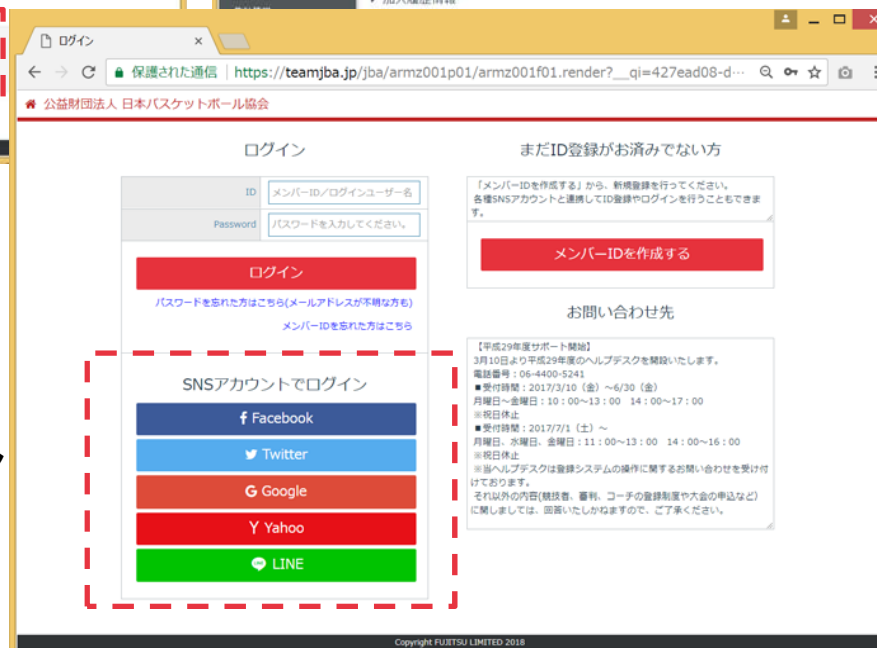 加入履歴情報
ログイン
保護された通信 | https://teamjba.jp/jba/armz001p01/armz001f01.render?__qi=427ead08-d…
公益財団法人 日本バスケットボール協会
ログイン
ID
メンバーID/ログインユーザー名
Password
パスワードを入力してください。
ログイン
パスワードを忘れた方はこちら(メールアドレスが不明な方も)
メンバーIDを忘れた方はこちら
SNSアカウントでログイン
Facebook
Twitter
Google
Yahoo
LINE
まだID登録がお済みでない方
「メンバーIDを作成する」から、新規登録を行ってください。
各種SNSアカウントと連携してID登録やログインを行うこともできま
す。
メンバーIDを作成する
お問い合わせ先
【平成29年度サポート開始】
3月10日より平成29年度のヘルプデスクを開設いたします。
電話番号:06-4400-5241
■受付時間:2017/3/10(金)~6/30(金)
月曜日~金曜日:10:00~13:00 14:00~17:00
※祝日休止
■受付時間:2017/7/1(土)~
月曜日、水曜日、金曜日:11:00~13:00 14:00~16:00
※祝日休止
※当ヘルプデスクは登録システムの操作に関するお問い合わせを受け付
けております。
それ以外の内容(競技者、審判、コーチの登録制度や大会の申込など)
に関しましては、回答いたしかねますので、ご了承ください。
Copyright FUJITSU LIMITED 2018